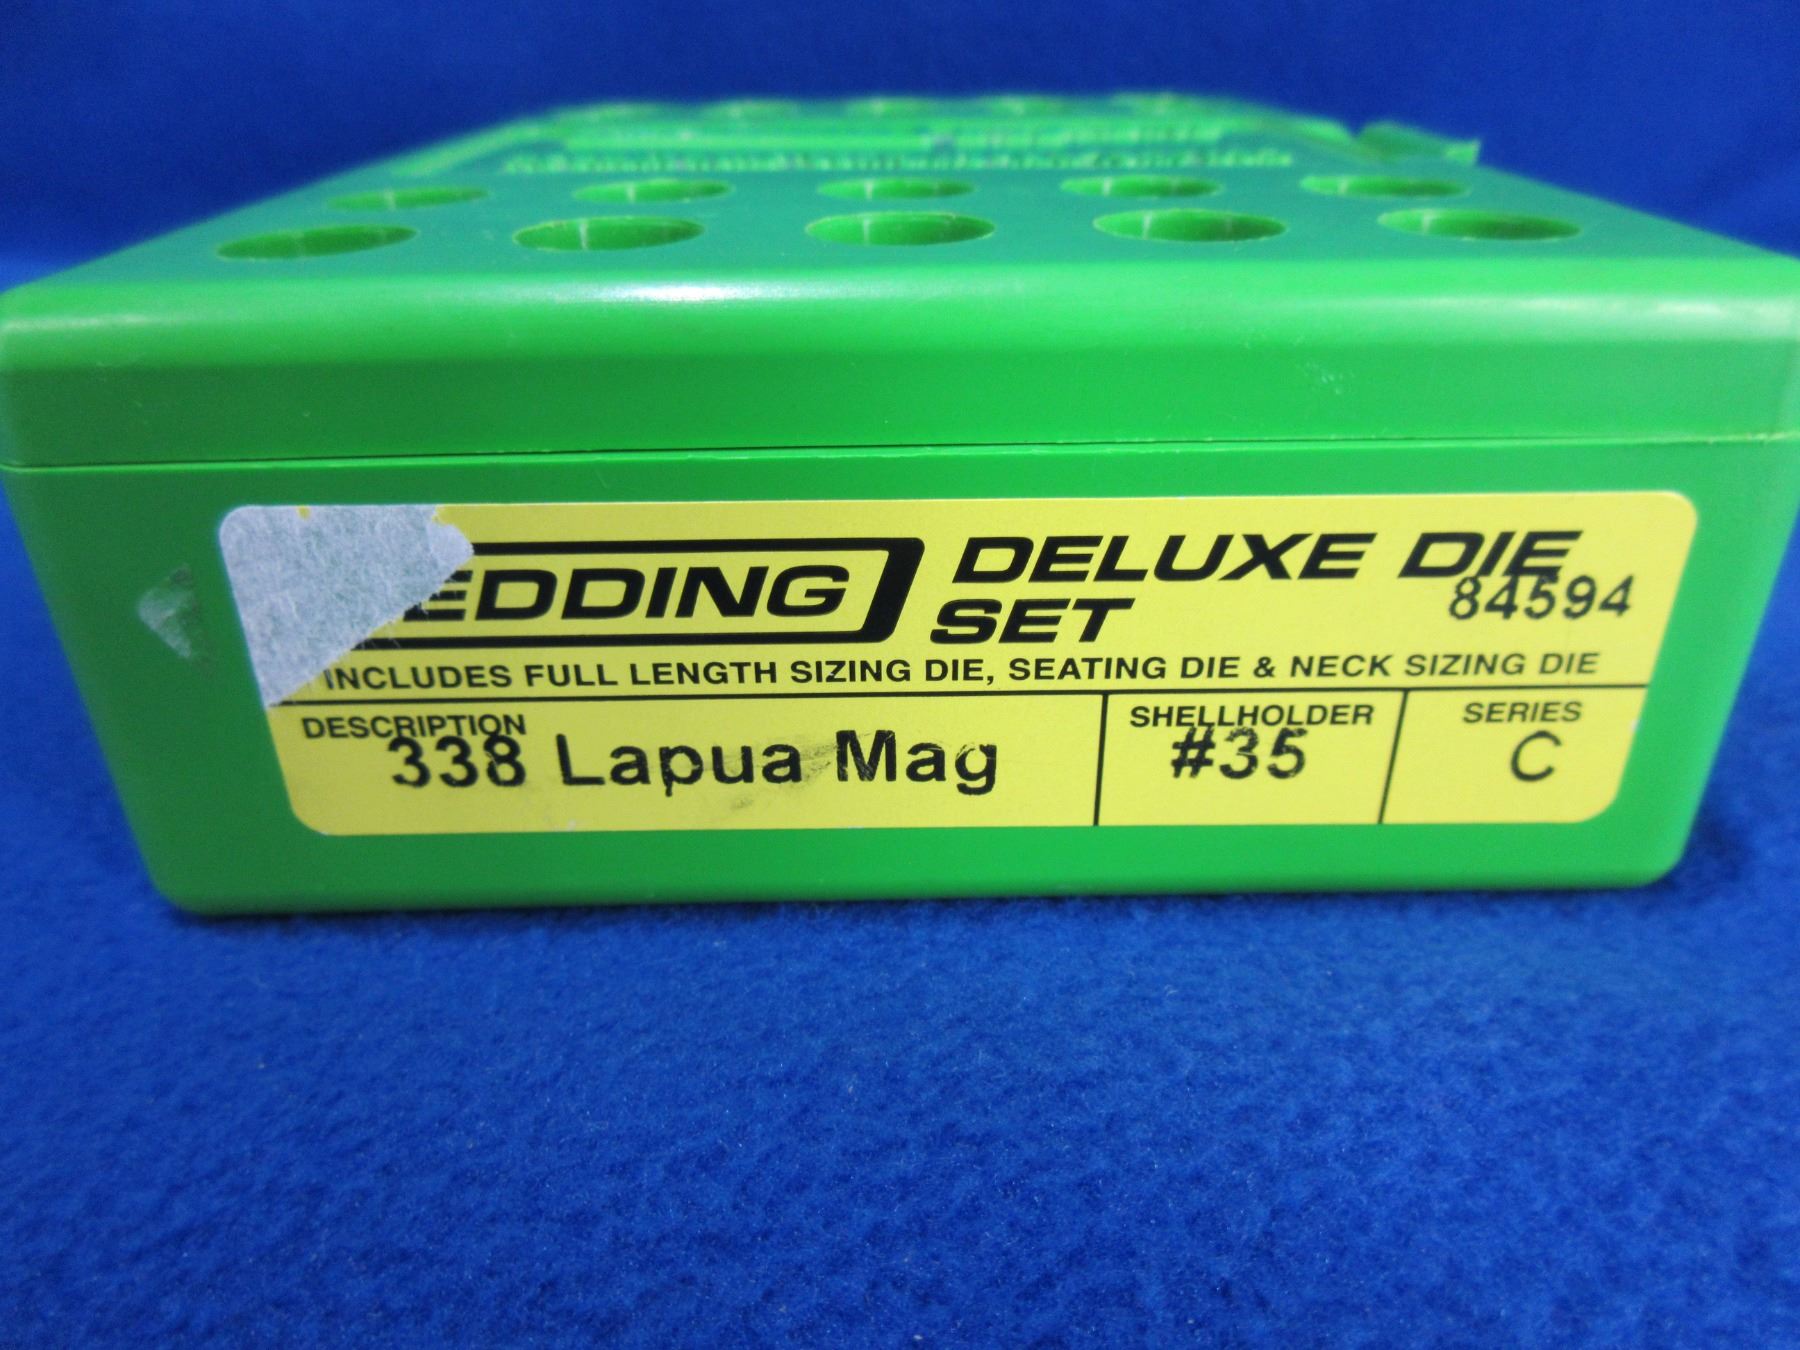 EDDING DELUXE DIE
SET 84594
INCLUDES FULL LENGTH SIZING DIE, SEATING DIE & NECK SIZING DIE
DESCRIPTION SHELLHOLDER SERIES
338 Lapua Mag #35 C